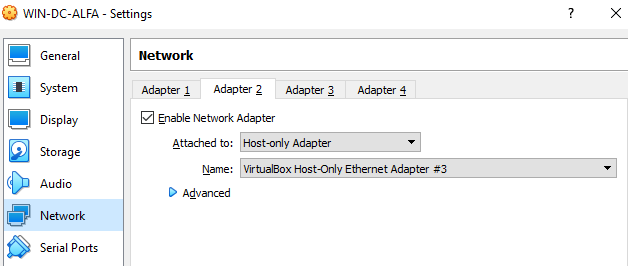 WIN-DC-ALFA - Settings
? ×
General
System
Display
Storage
Audio
Network
Serial Ports
Network
Adapter 1 Adapter 2 Adapter 3 Adapter 4
Enable Network Adapter
Attached to: Host-only Adapter
Name: VirtualBox Host-Only Ethernet Adapter #3
Advanced